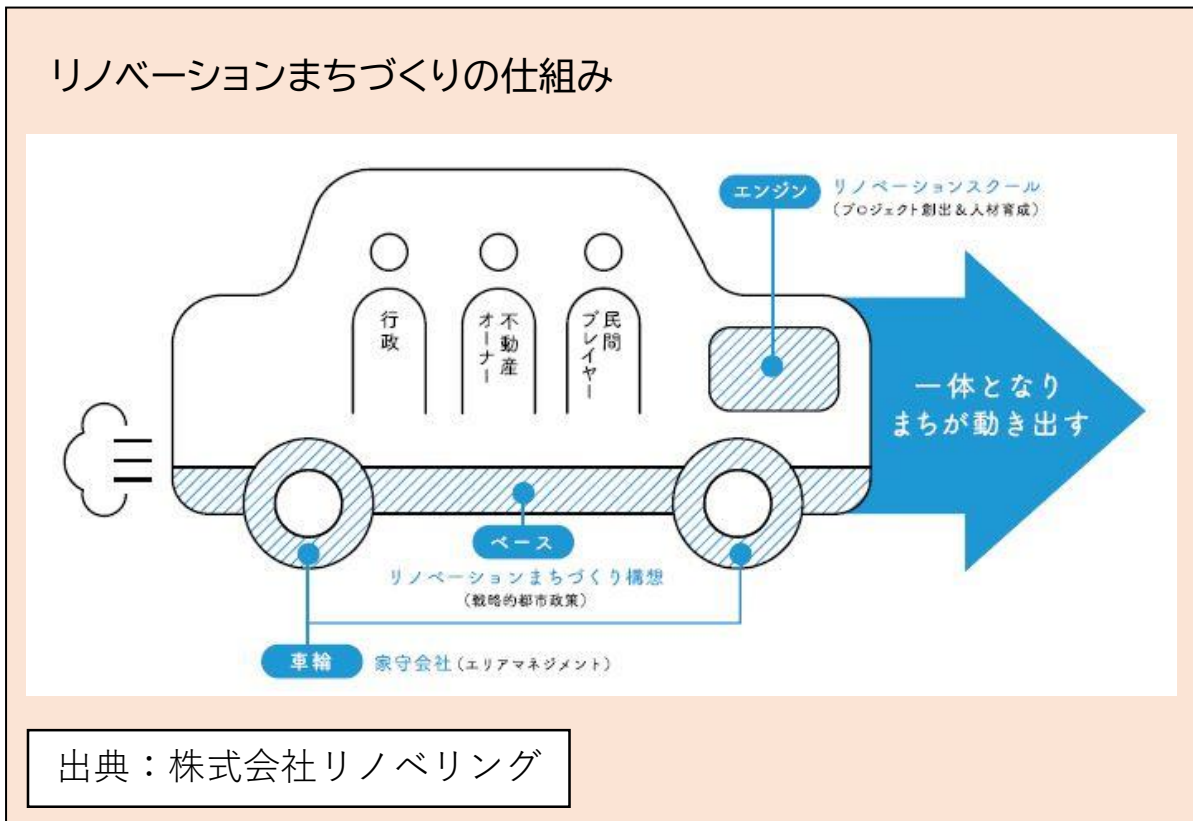 リノベーションまちづくりの仕組み
エンジン
リノベーションスクール
(プロジェクト創出&人材育成)
行政
不動産
オーナー
民間
プレイヤー
一体となり
まちが動き出す
ベース
リノベーションまちづくり構想
(戦略的都市政策)
車輪
家守会社(エリアマネジメント)
出典:株式会社リノベリング